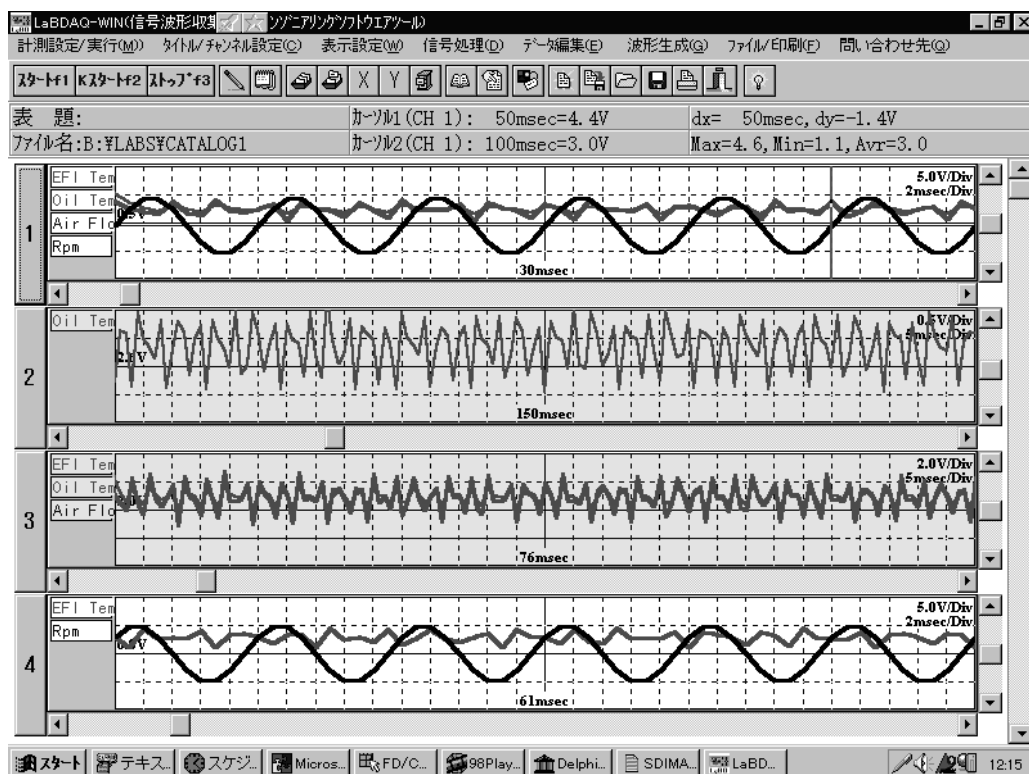 LaBDAQ-WIN(信号波形収集 ンジニアリングソフトウエアツール)
計測設定/実行(M) タイトル/チャンネル設定(C) 表示設定(W) 信号処理(D) データ編集(E) 波形生成(G) ファイル/印刷(F) 問い合わせ先(Q)
スタートf1 Kスタートf2 ストップf3 X Y
表 題: カーソル1(CH 1): 50msec=4.4V dx= 50msec, dy=-1.4V
ファイル名:B:¥LABS¥CATALOG1 カーソル2(CH 1): 100msec=3.0V Max=4.6, Min=1.1, Avr=3.0
1
EFI Tem
Oil Tem
Air Flo
Rpm
5.0V/Div
2msec/Div
30msec
2
Oil Tem
0.5V/Div
5msec/Div
150msec
3
EFI Tem
Oil Tem
Air Flo
2.0V/Div
5msec/Div
76msec
4
EFI Tem
Rpm
5.0V/Div
2msec/Div
61msec
スタート テキス... スケジ... Micros... FD/C... 98Play... Delphi... SDIMA... LaBD... 12:15